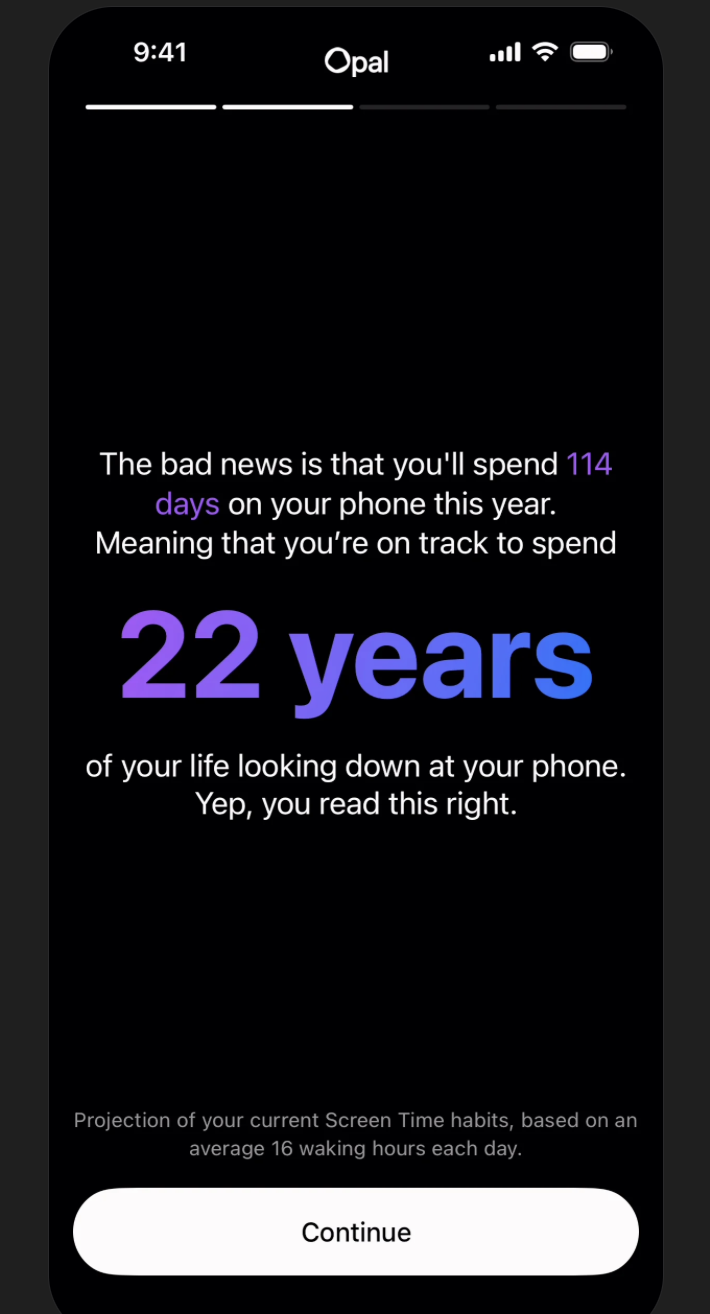 9:41
Opal
The bad news is that you'll spend 114
days on your phone this year.
Meaning that you’re on track to spend
22 years
of your life looking down at your phone.
Yep, you read this right.
Projection of your current Screen Time habits, based on an
average 16 waking hours each day.
Continue